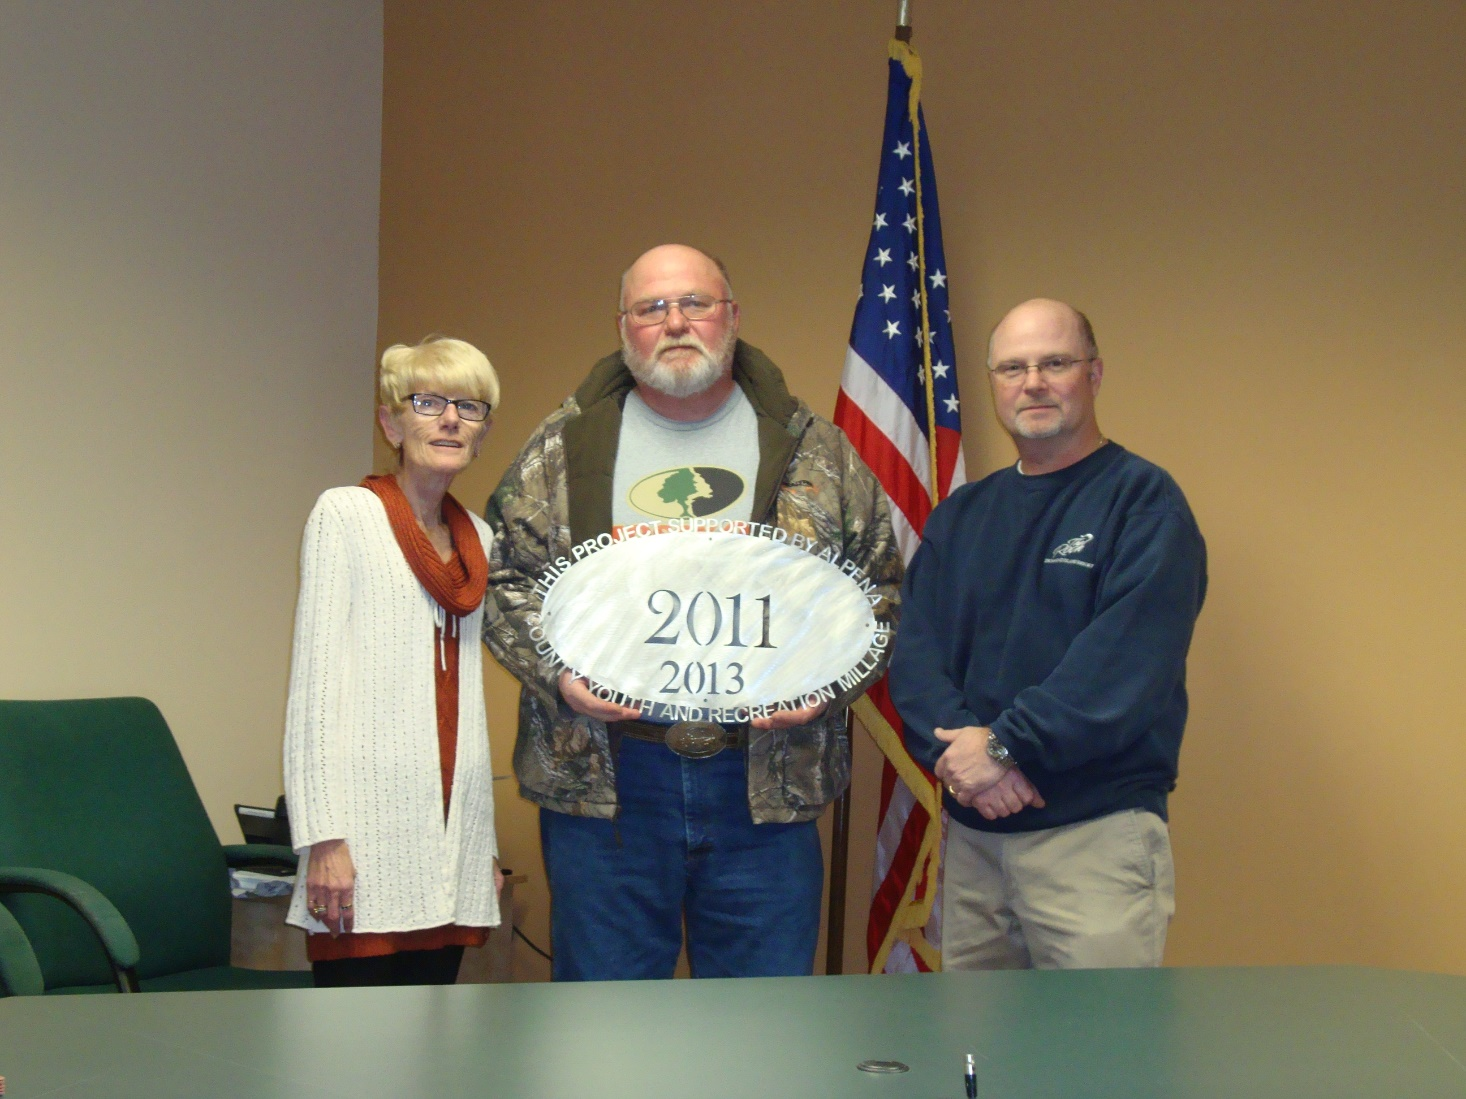 THIS PROJECT SUPPORTED BY ALPENA
COUNTY YOUTH AND RECREATION MILLAGE
2011
2013